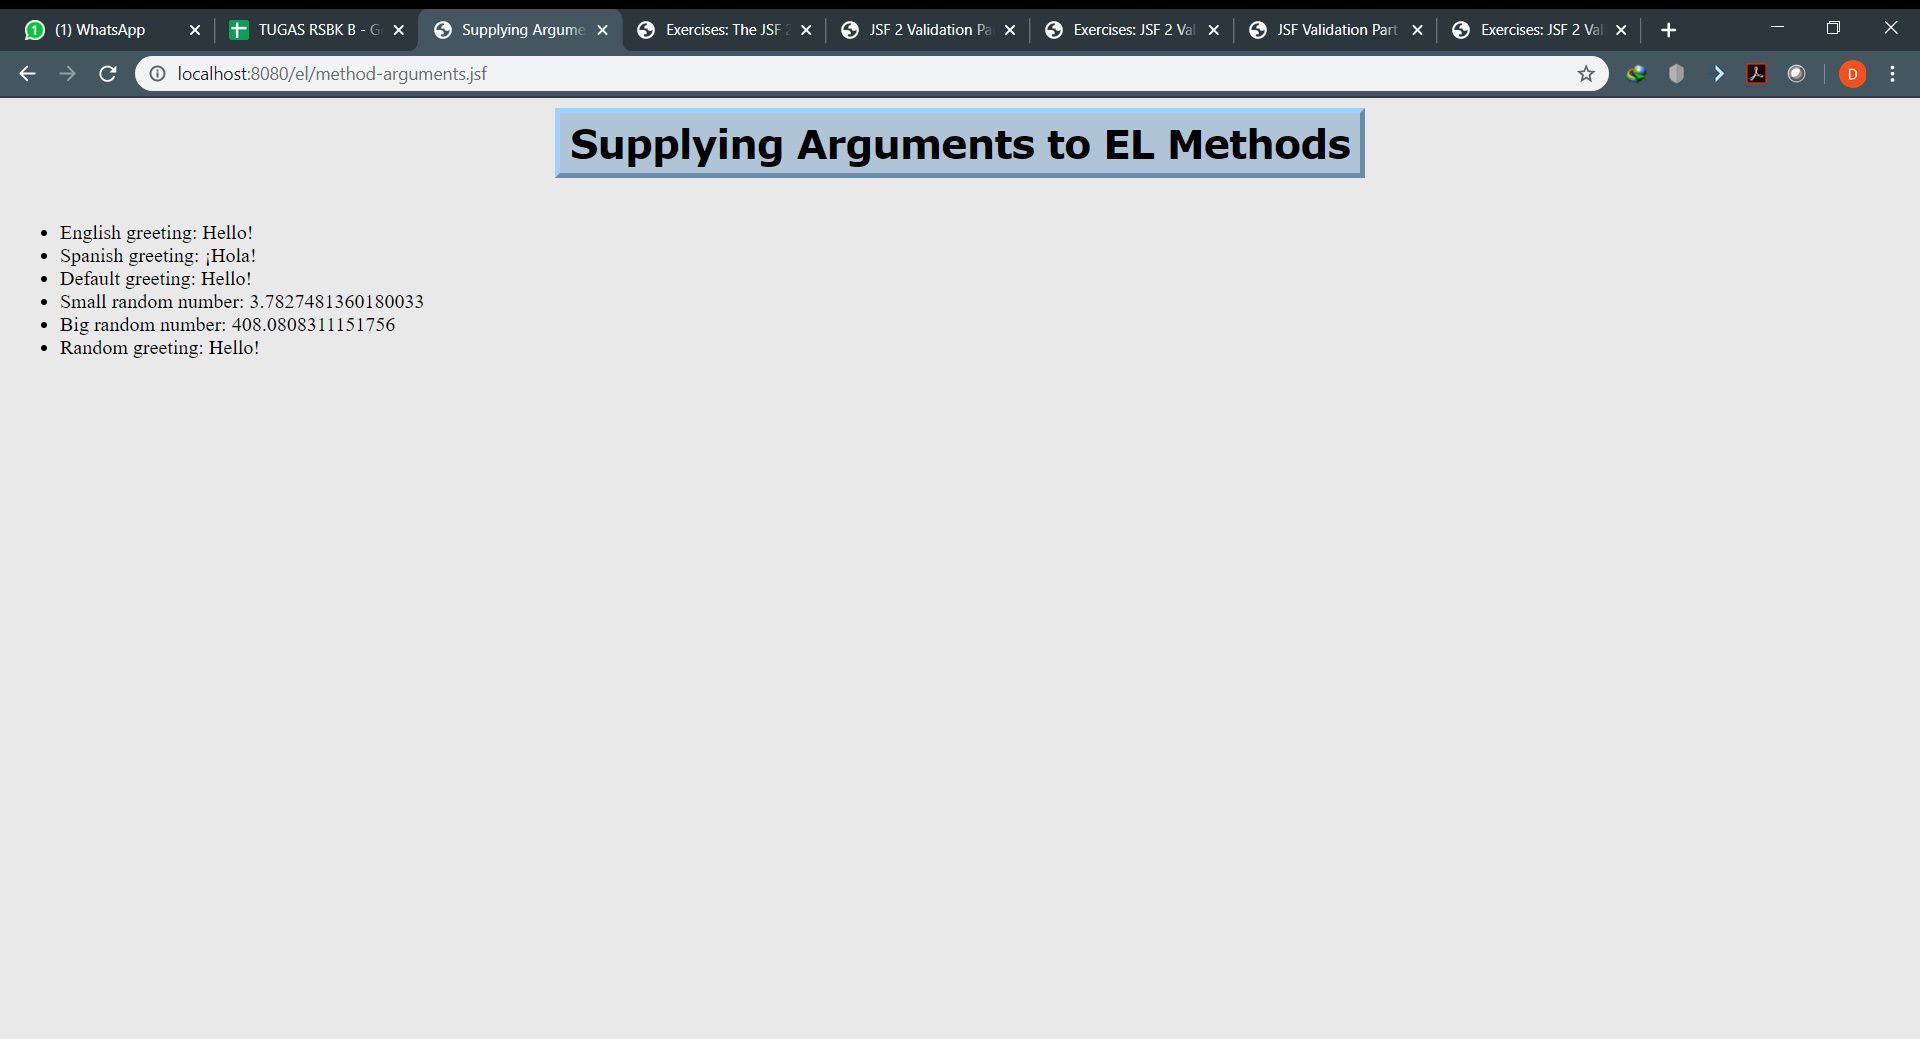 (1) WhatsApp
TUGAS RSBK B - G
Supplying Argume
Exercises: The JSF 2
JSF 2 Validation Pa
Exercises: JSF 2 Val
JSF Validation Part
Exercises: JSF 2 Val
localhost:8080/el/method-arguments.jsf
D
Supplying Arguments to EL Methods
• English greeting: Hello!
• Spanish greeting: ¡Hola!
• Default greeting: Hello!
• Small random number: 3.7827481360180033
• Big random number: 408.0808311151756
• Random greeting: Hello!